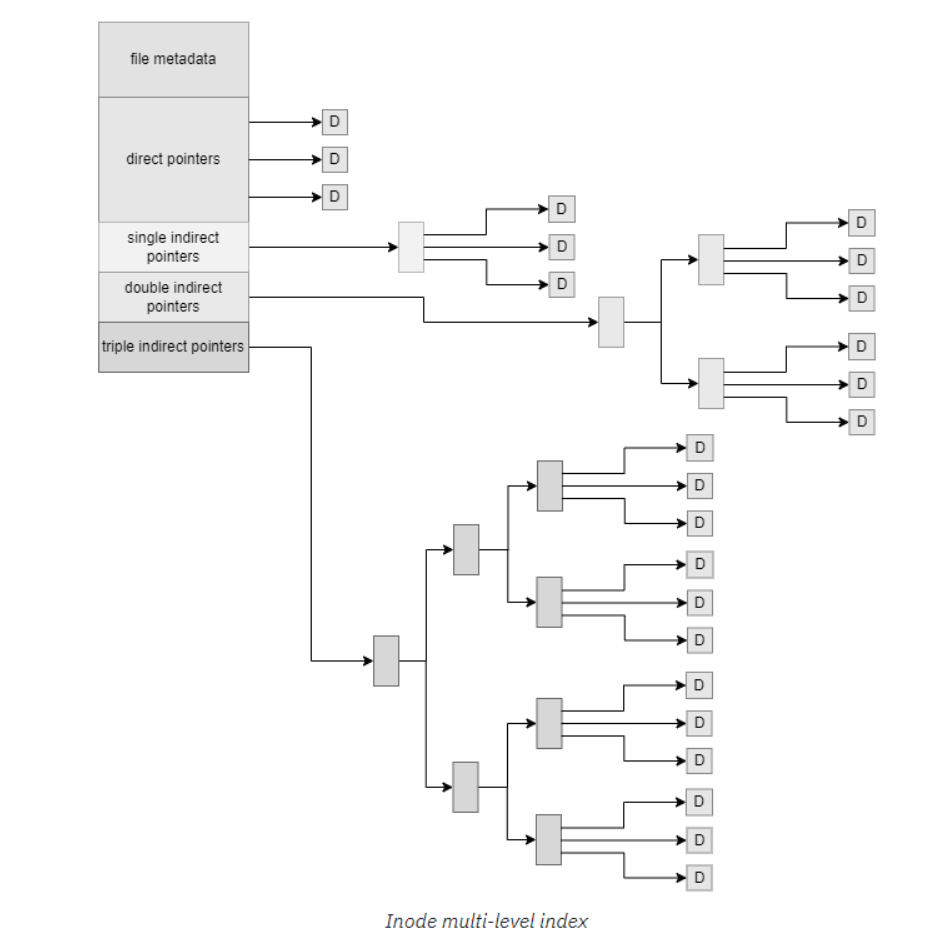 file metadata
direct pointers
D
D
D
single indirect
pointers
D
D
D
double indirect
pointers
D
D
D
D
D
D
triple indirect pointers
D
D
D
D
D
D
D
D
D
D
D
D
Inode multi-level index